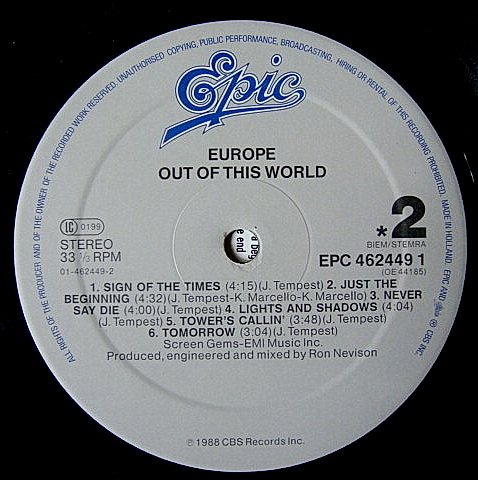 ALL RIGHTS OF THE PRODUCER AND OF THE OWNER OF THE RECORDED WORK RESERVED. UNAUTHORISED COPYING, PUBLIC PERFORMANCE, BROADCASTING, HIRING OR RENTAL OF THIS RECORDING PROHIBITED. MADE IN HOLLAND. EPIC AND ℗ CBS INC.
Epic
EUROPE
OUT OF THIS WORLD
LC 0199
STEREO
33 1/3 RPM
01-462449-2
*2
BIEM/STEMRA
EPC 462449 1
(OE 44185)
1. SIGN OF THE TIMES (4:15)(J. Tempest) 2. JUST THE
BEGINNING (4:32)(J. Tempest-K. Marcello-K. Marcello) 3. NEVER
SAY DIE (4:00)(J. Tempest) 4. LIGHTS AND SHADOWS (4:04)
(J. Tempest) 5. TOWER'S CALLIN' (3:48)(J. Tempest)
6. TOMORROW (3:04)(J. Tempest)
Screen Gems-EMI Music Inc.
Produced, engineered and mixed by Ron Nevison
℗ 1988 CBS Records Inc.